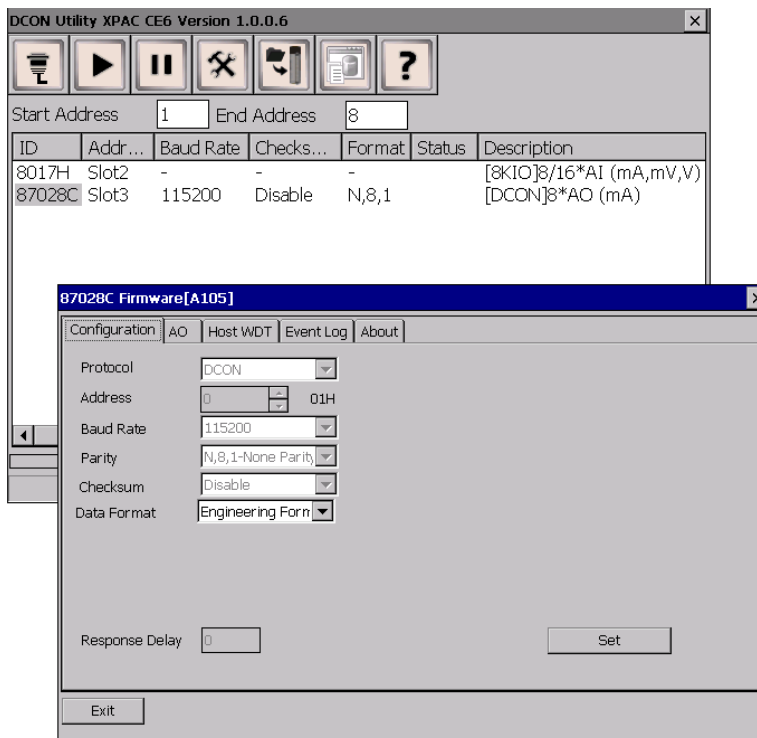 DCON Utility XPAC CE6 Version 1.0.0.6
Start Address 1 End Address 8
ID Addr... Baud Rate Checks... Format Status Description
8017H Slot2 - - - [8KIO]8/16*AI (mA,mV,V)
87028C Slot3 115200 Disable N,8,1 [DCON]8*AO (mA)
87028C Firmware[A105]
Configuration AO Host WDT Event Log About
Protocol DCON
Address 0 01H
Baud Rate 115200
Parity N,8,1-None Parity
Checksum Disable
Data Format Engineering Form
Response Delay 0 Set
Exit